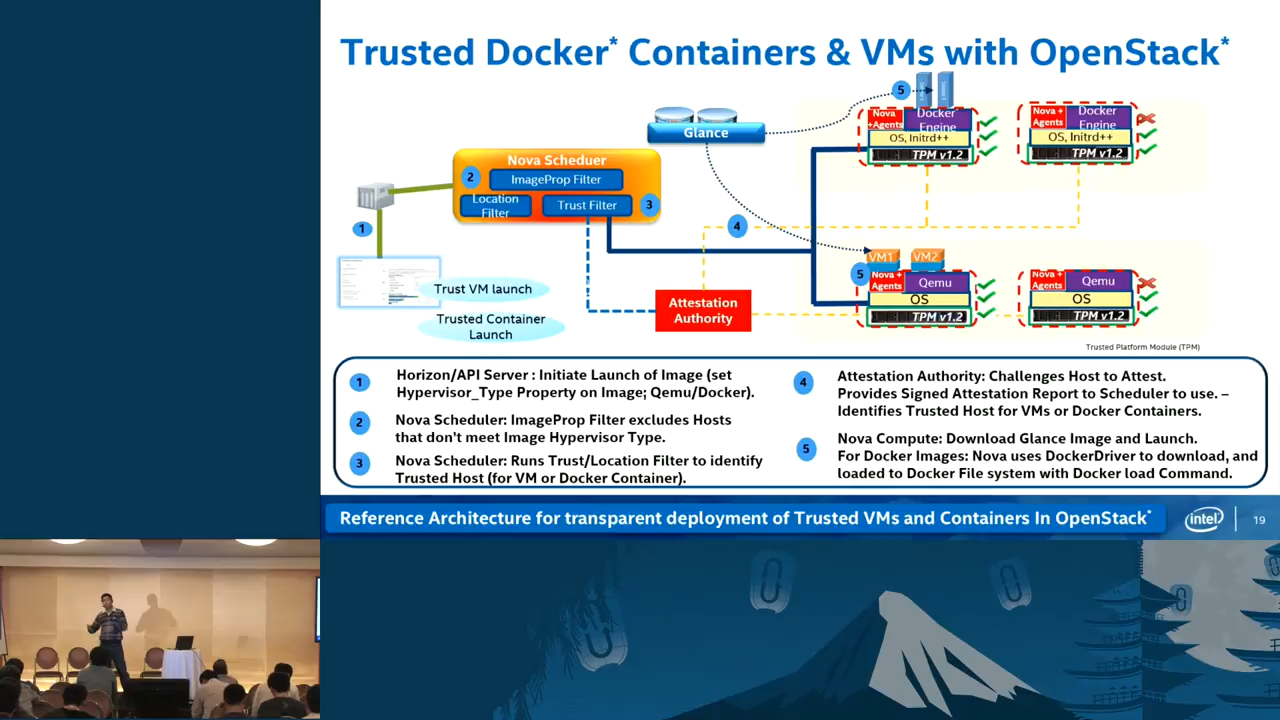 Trusted Docker* Containers & VMs with OpenStack*
5
Glance
Nova +Agents
Docker Engine
OS, Initrd++
TPM v1.2
Nova + Agents
Docker Engine
OS, Initrd++
TPM v1.2
Nova Scheduer
2
ImageProp Filter
Location Filter
Trust Filter
3
1
4
Trust VM launch
Trusted Container
Launch
Attestation
Authority
VM1
VM2
5
Nova + Agents
Qemu
OS
TPM v1.2
Nova + Agents
Qemu
OS
TPM v1.2
Trusted Platform Module (TPM)
1
Horizon/API Server : Initiate Launch of Image (set
Hypervisor_Type Property on Image; Qemu/Docker).
2
Nova Scheduler: ImageProp Filter excludes Hosts
that don't meet Image Hypervisor Type.
3
Nova Scheduler: Runs Trust/Location Filter to identify
Trusted Host (for VM or Docker Container).
4
Attestation Authority: Challenges Host to Attest.
Provides Signed Attestation Report to Scheduler to use. –
Identifies Trusted Host for VMs or Docker Containers.
5
Nova Compute: Download Glance Image and Launch.
For Docker Images: Nova uses DockerDriver to download, and
loaded to Docker File system with Docker load Command.
Reference Architecture for transparent deployment of Trusted VMs and Containers In OpenStack*
intel
19